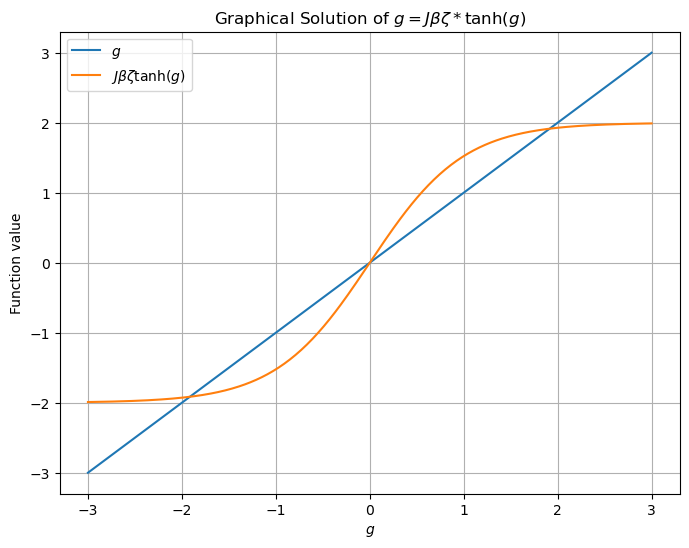 Graphical Solution of g = Jβζ * tanh(g)
g
Jβζtanh(g)
3
2
1
0
−1
−2
−3
Function value
−3 −2 −1 0 1 2 3
g